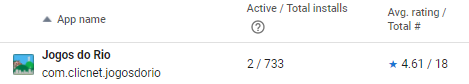 ▲ App name
Active / Total installs
?
Avg. rating /
Total #
Jogos do Rio
com.clicnet.jogosdorio
2 / 733
★ 4.61 / 18